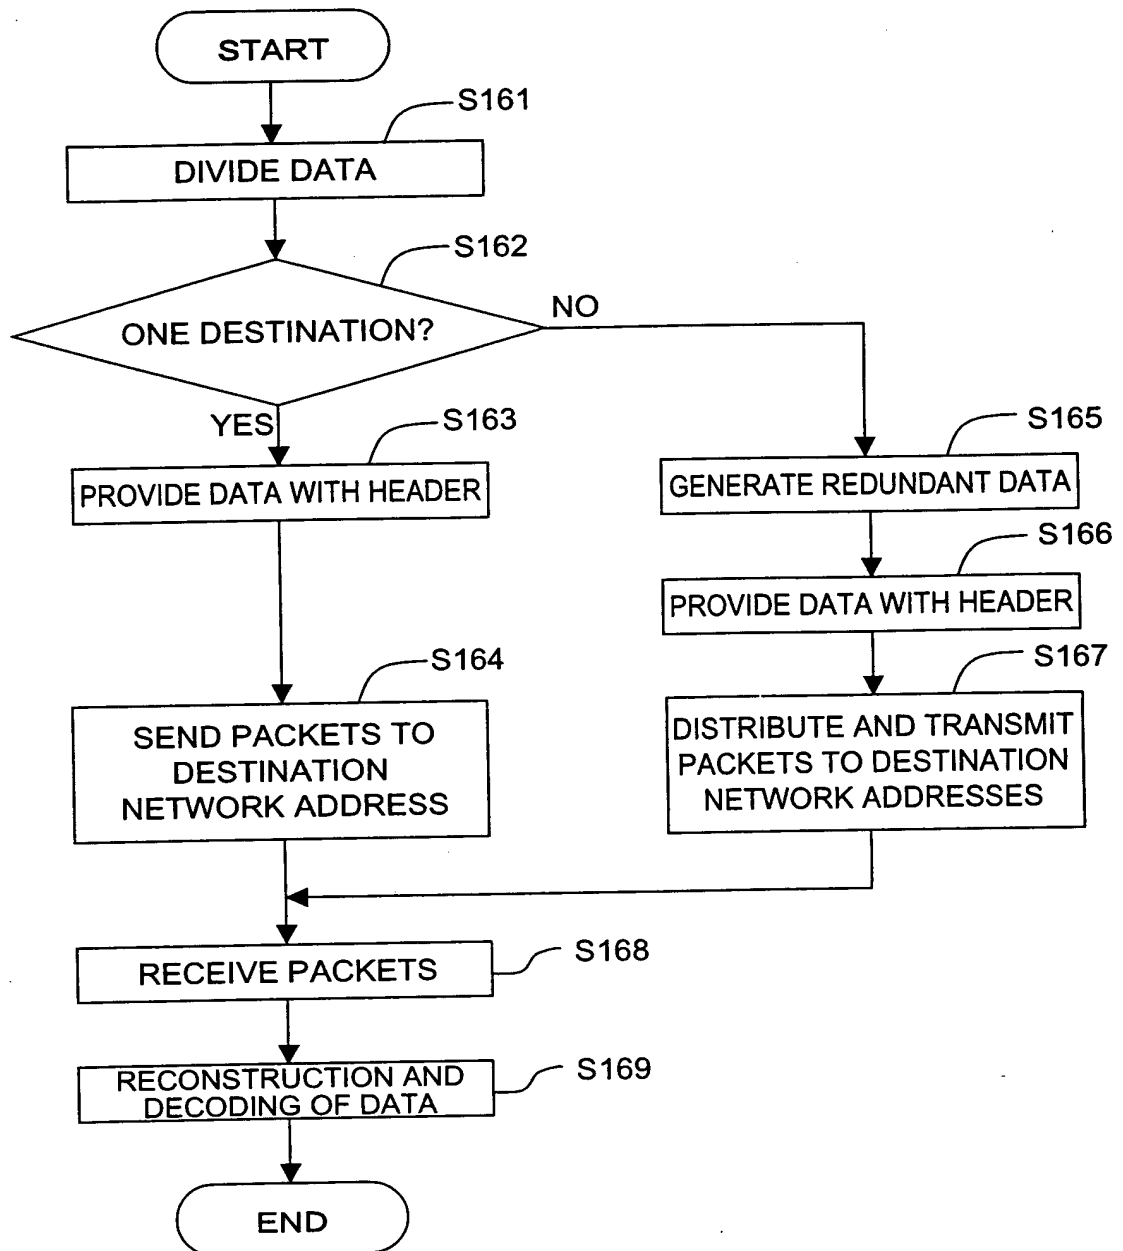 START
S161
DIVIDE DATA
S162
ONE DESTINATION?
NO
YES
S163
PROVIDE DATA WITH HEADER
S165
GENERATE REDUNDANT DATA
S166
PROVIDE DATA WITH HEADER
S164
SEND PACKETS TO
DESTINATION
NETWORK ADDRESS
S167
DISTRIBUTE AND TRANSMIT
PACKETS TO DESTINATION
NETWORK ADDRESSES
S168
RECEIVE PACKETS
S169
RECONSTRUCTION AND
DECODING OF DATA
END